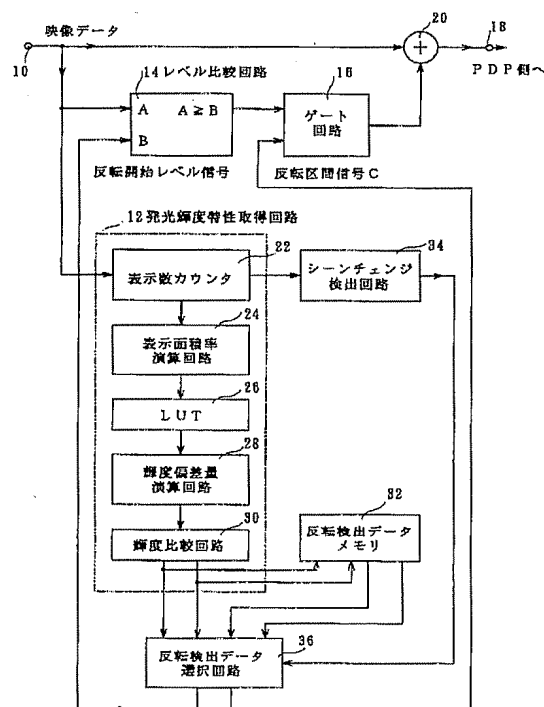 映像データ
10
20
18
PDP側へ
14レベル比較回路
A A≧B
B
反転開始レベル信号
16
ゲート
回路
反転区間信号C
12発光輝度特性取得回路
22
表示数カウンタ
34
シーンチェンジ
検出回路
24
表示面積率
演算回路
26
LUT
28
輝度偏差量
演算回路
30
輝度比較回路
32
反転検出データ
メモリ
36
反転検出データ
選択回路